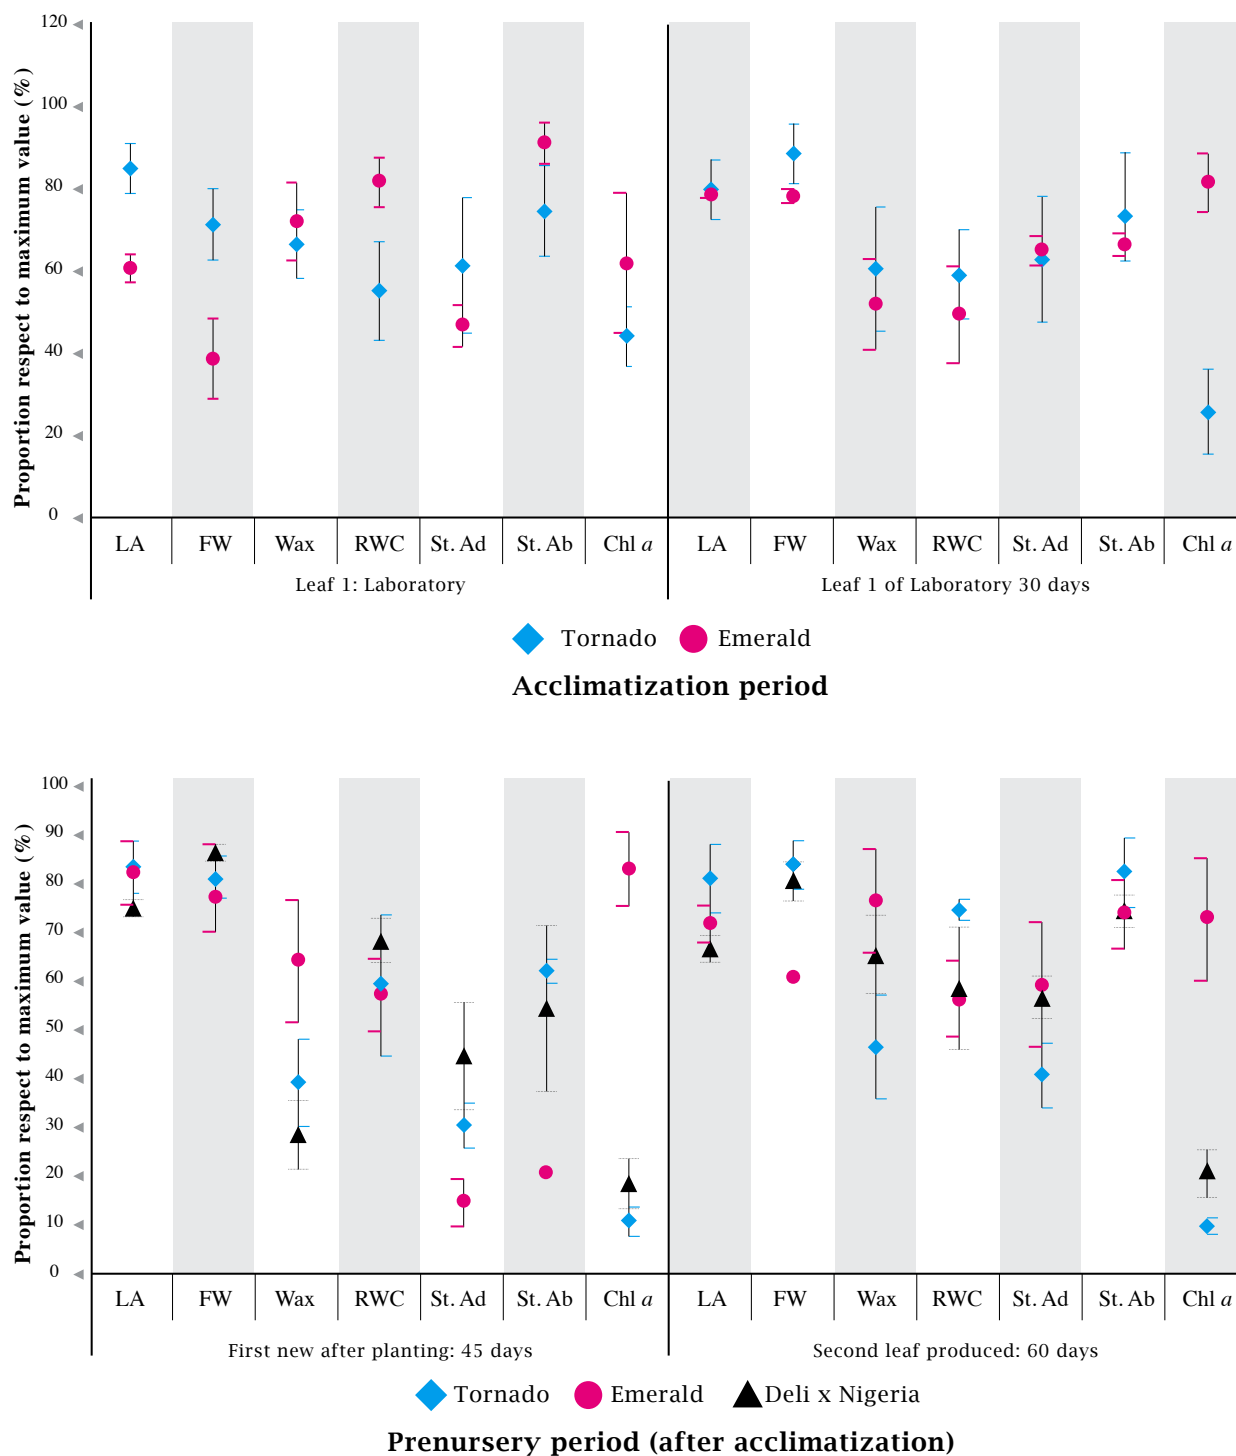 Proportion respect to maximum value (%)
120
100
80
60
40
20
0
LA FW Wax RWC St. Ad St. Ab Chl a LA FW Wax RWC St. Ad St. Ab Chl a
Leaf 1: Laboratory Leaf 1 of Laboratory 30 days
Tornado Emerald
Acclimatization period
Proportion respect to maximum value (%)
100
90
80
70
60
50
40
30
20
10
0
LA FW Wax RWC St. Ad St. Ab Chl a LA FW Wax RWC St. Ad St. Ab Chl a
First new after planting: 45 days Second leaf produced: 60 days
Tornado Emerald Deli x Nigeria
Prenursery period (after acclimatization)